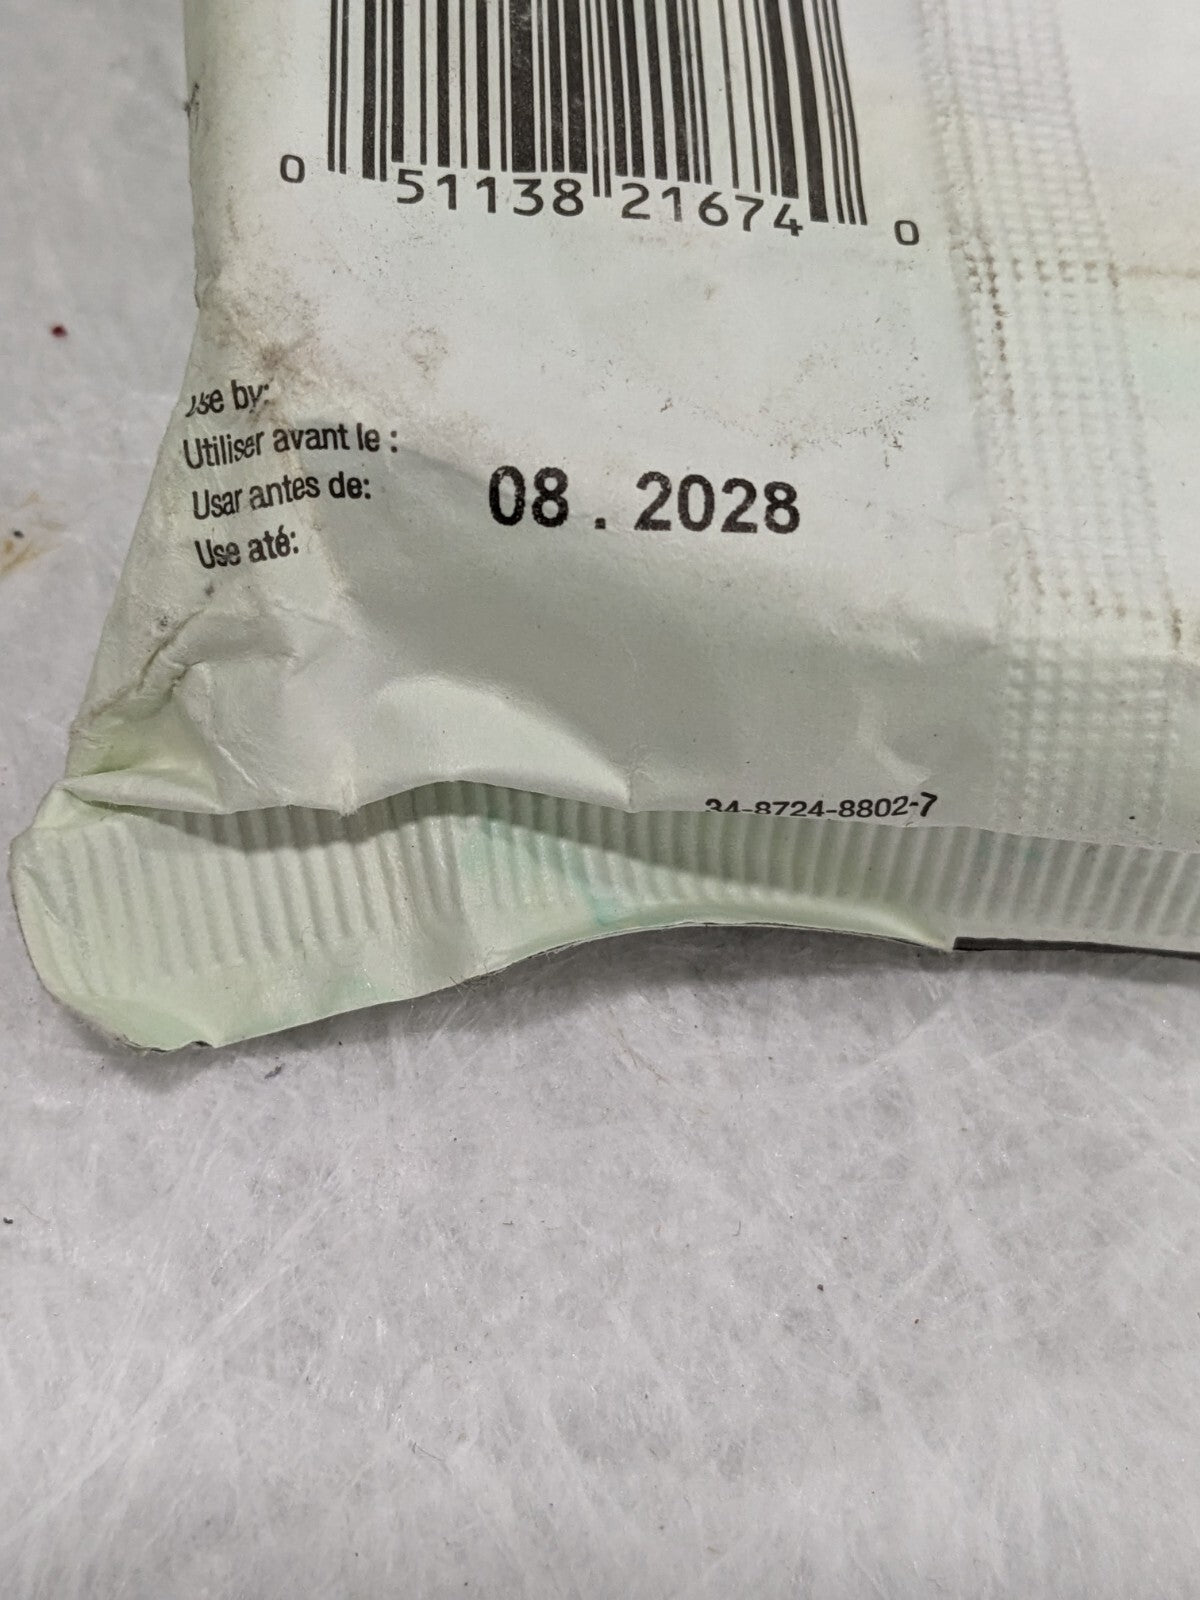 0 51138 21674 0
Use by:
Utiliser avant le :
Usar antes de:
Use até:
08 . 2028
34-8724-8802-7